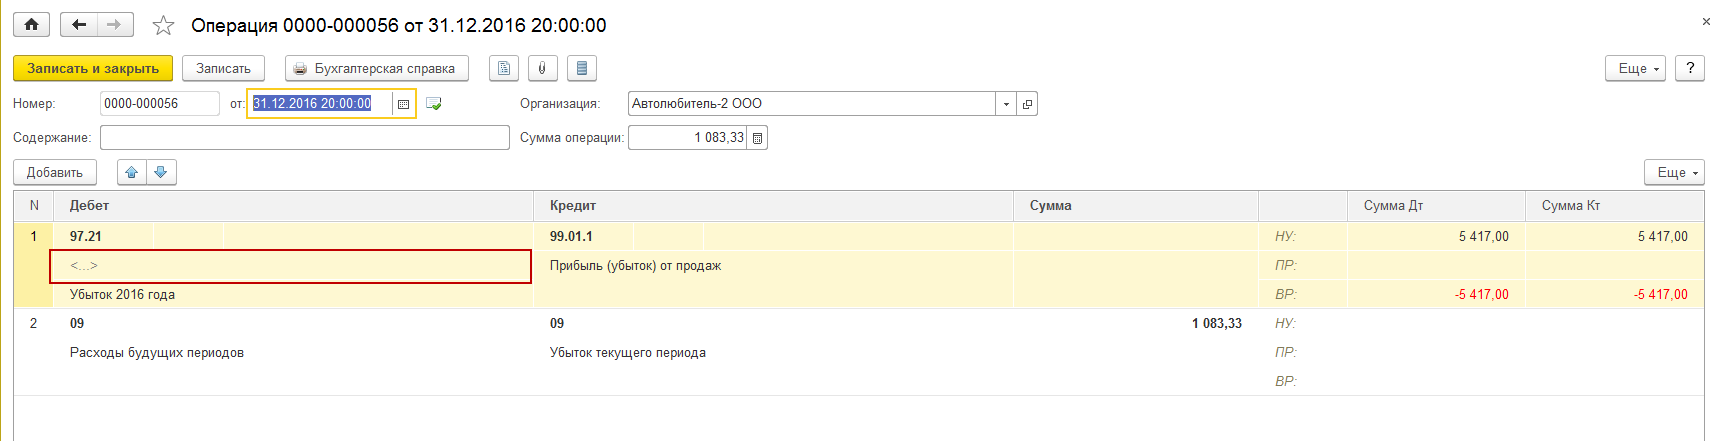 Операция 0000-000056 от 31.12.2016 20:00:00
Записать и закрыть Записать Бухгалтерская справка Еще ?
Номер: 0000-000056 от: 31.12.2016 20:00:00 Организация: Автолюбитель-2 ООО
Содержание: Сумма операции: 1 083,33
Добавить Еще
N Дебет Кредит Сумма Сумма Дт Сумма Кт
1 97.21 99.01.1 НУ: 5 417,00 5 417,00
<...> Прибыль (убыток) от продаж ПР:
Убыток 2016 года ВР: -5 417,00 -5 417,00
2 09 09 1 083,33 НУ:
Расходы будущих периодов Убыток текущего периода ПР:
ВР: